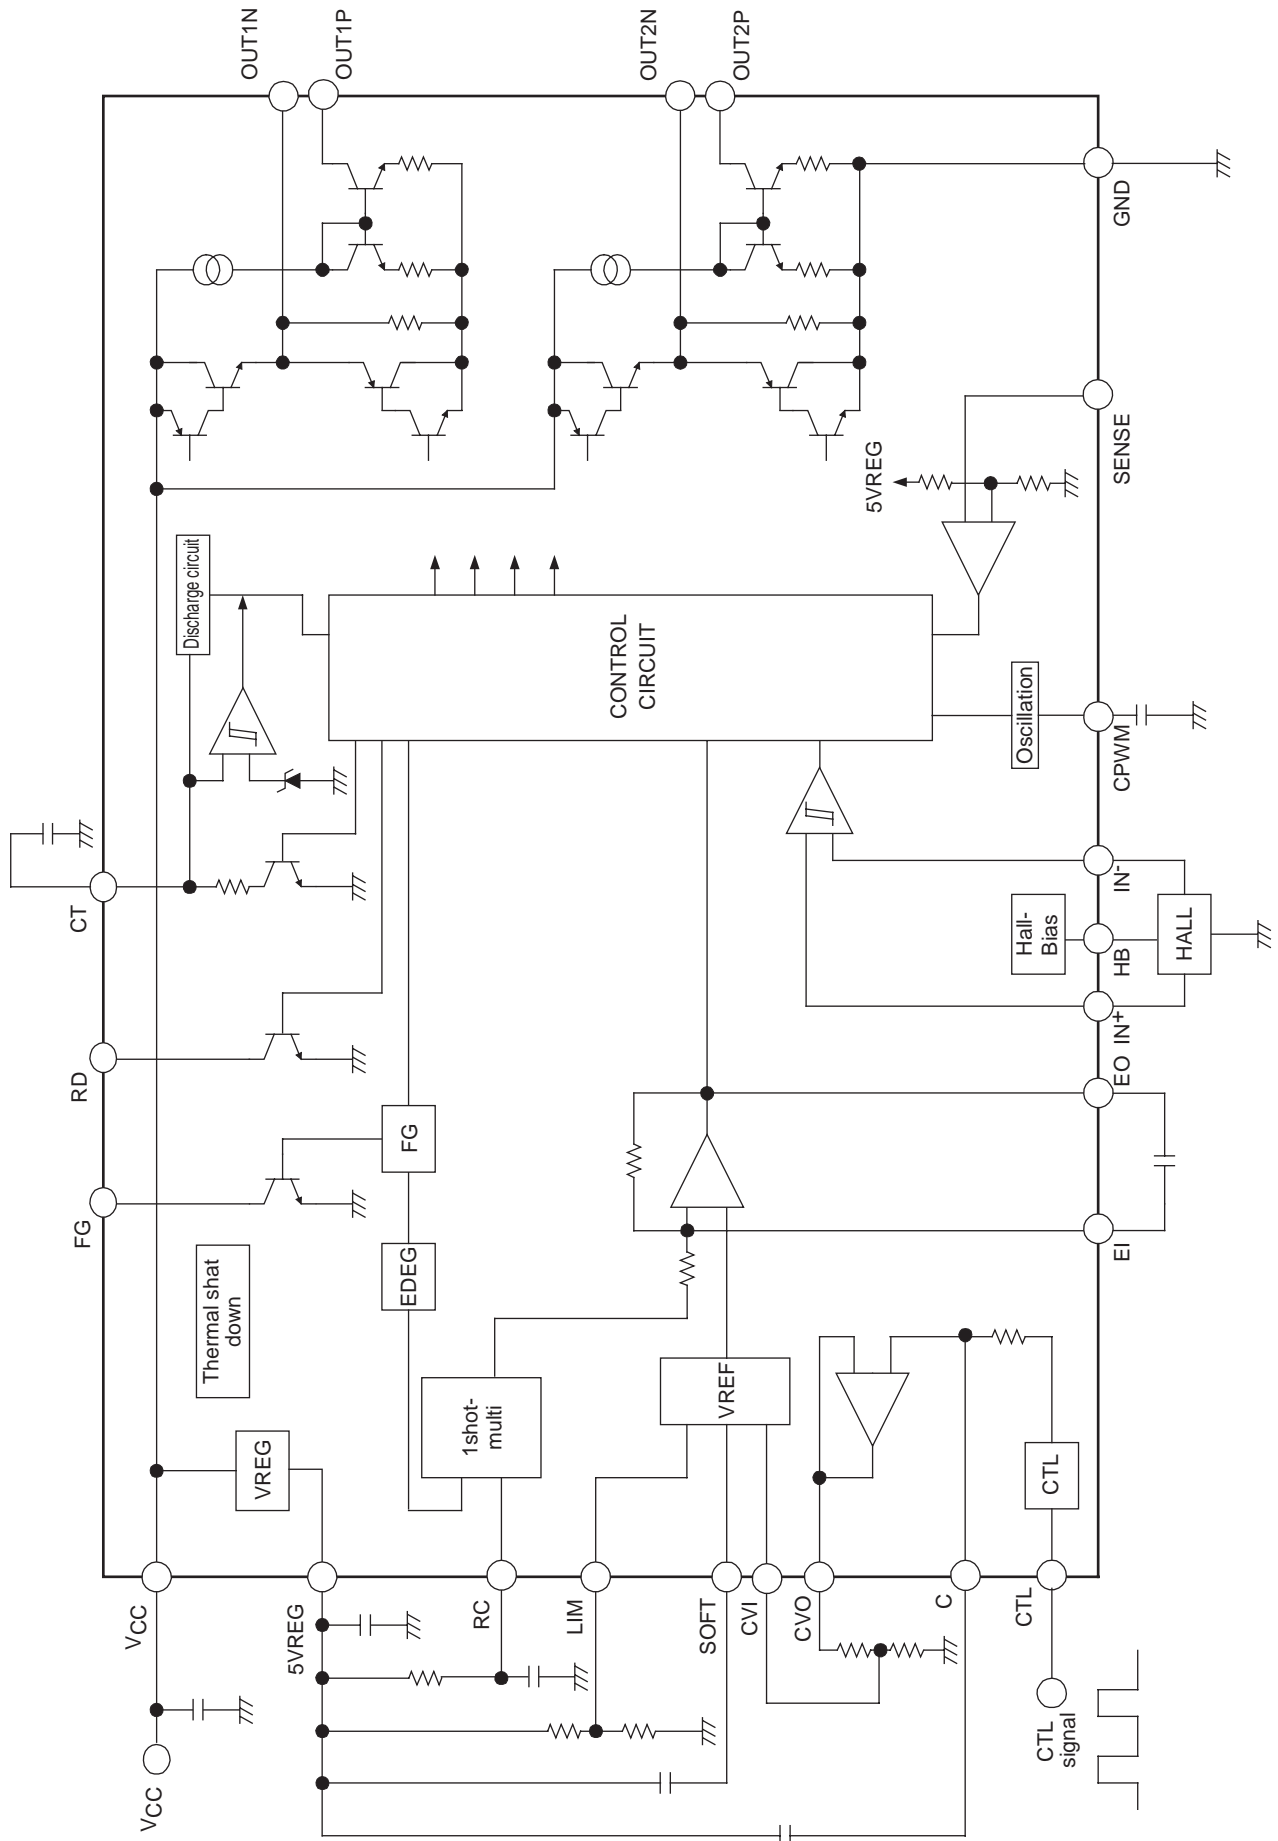 VCC
VCC
5VREG
RC
LIM
SOFT
CVI
CVO
C
CTL
CTL
signal
VREG
Thermal shat
down
1shot-
multi
EDEG
FG
FG
RD
CT
VREF
CTL
EI
EO
IN+
HB
IN-
HALL
Hall-
Bias
CPWM
Oscillation
CONTROL
CIRCUIT
Discharge circuit
5VREG
SENSE
GND
OUT1N
OUT1P
OUT2N
OUT2P